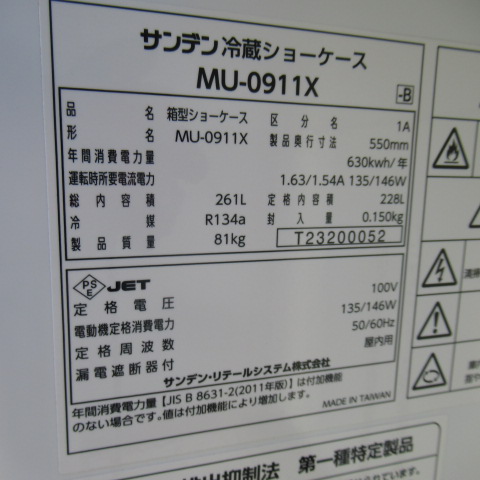 サンデン冷蔵ショーケース
MU-0911X
-B
品名 箱型ショーケース 区分名 1A
形名 MU-0911X 製品奥行寸法 550mm
年間消費電力量 630kwh/年
運転時所要電流電力 1.63/1.54A 135/146W
総内容積 261L 定格内容積 228L
冷媒 R134a 封入量 0.150kg
製品質量 81kg T23200052
PSE JET
定格電圧 100V
電動機定格消費電力 135/146W
定格周波数 50/60Hz
漏電遮断器付 屋内用
サンデン・リテールシステム株式会社
年間消費電力量【JIS B 8631-2(2011年版)】は付加機能
のない場合です。値は付加機能により増加します。
MADE IN TAIWAN
出抑制法 第一種特定製品